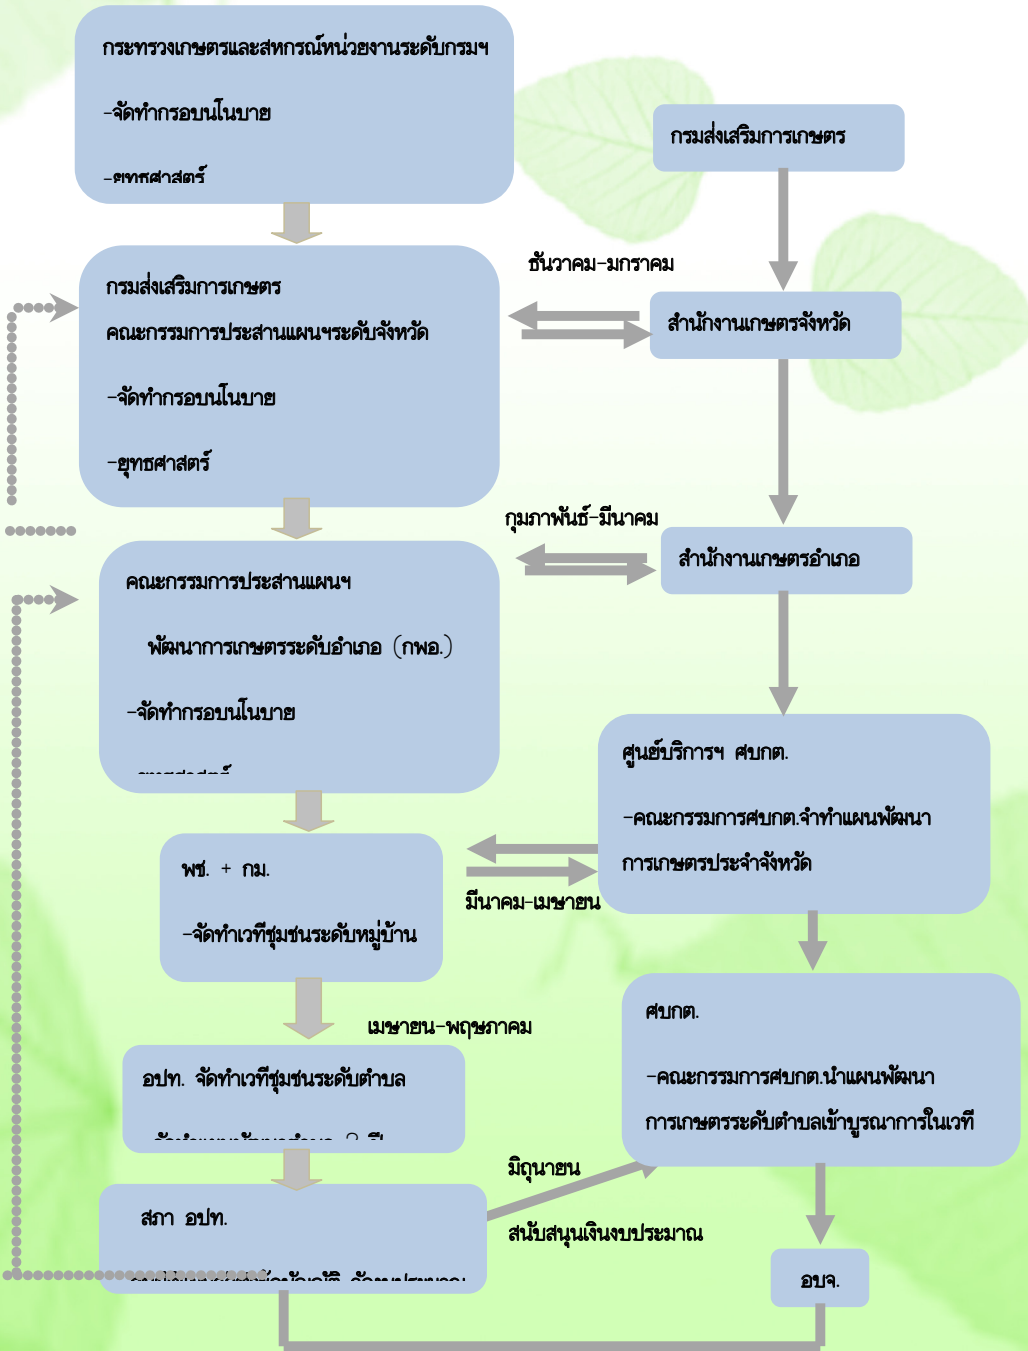 กระทรวงเกษตรและสหกรณ์หน่วยงานระดับกรมฯ
-จัดทำกรอบนโนบาย
-ยุทธศาสตร์
กรมส่งเสริมการเกษตร
ธันวาคม-มกราคม
กรมส่งเสริมการเกษตร
คณะกรรมการประสานแผนฯระดับจังหวัด
-จัดทำกรอบนโนบาย
-ยุทธศาสตร์
สำนักงานเกษตรจังหวัด
กุมภาพันธ์-มีนาคม
สำนักงานเกษตรอำเภอ
คณะกรรมการประสานแผนฯ
พัฒนาการเกษตรระดับอำเภอ (กพอ.)
-จัดทำกรอบนโนบาย
ศูนย์บริการฯ ศบกต.
-คณะกรรมการศบกต.จำทำแผนพัฒนา
การเกษตรประจำจังหวัด
พช. + กม.
-จัดทำเวทีชุมชนระดับหมู่บ้าน
มีนาคม-เมษายน
เมษายน-พฤษภาคม
ศบกต.
-คณะกรรมการศบกต.นำแผนพัฒนา
การเกษตรระดับตำบลเข้าบูรณาการในเวที
อปท. จัดทำเวทีชุมชนระดับตำบล
มิถุนายน
สนับสนุนเงินงบประมาณ
สภา อปท.
อบจ.